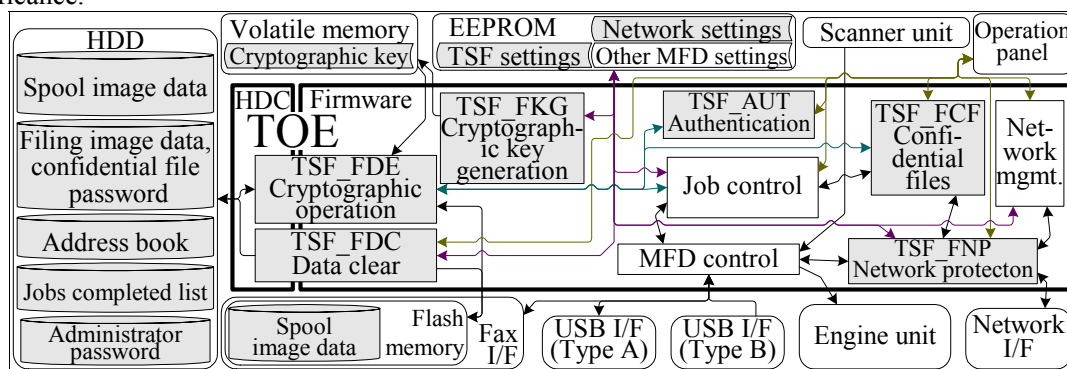 ficance.
HDD
Spool image data
Filing image data,
confidential file
password
Address book
Jobs completed list
Administrator
password
Volatile memory
Cryptographic key
EEPROM
Network settings
TSF settings
Other MFD settings
Scanner unit
Operation
panel
HDC
Firmware
TOE
TSF_FKG
Cryptograph-
ic key
generation
TSF_AUT
Authentication
TSF_FCF
Confi-
dential
files
Net-
work
mgmt.
TSF_FDE
Cryptographic
operation
Job control
TSF_FDC
Data clear
MFD control
TSF_FNP
Network protecton
Spool
image data
Flash
memory
Fax
I/F
USB I/F
(Type A)
USB I/F
(Type B)
Engine unit
Network
I/F